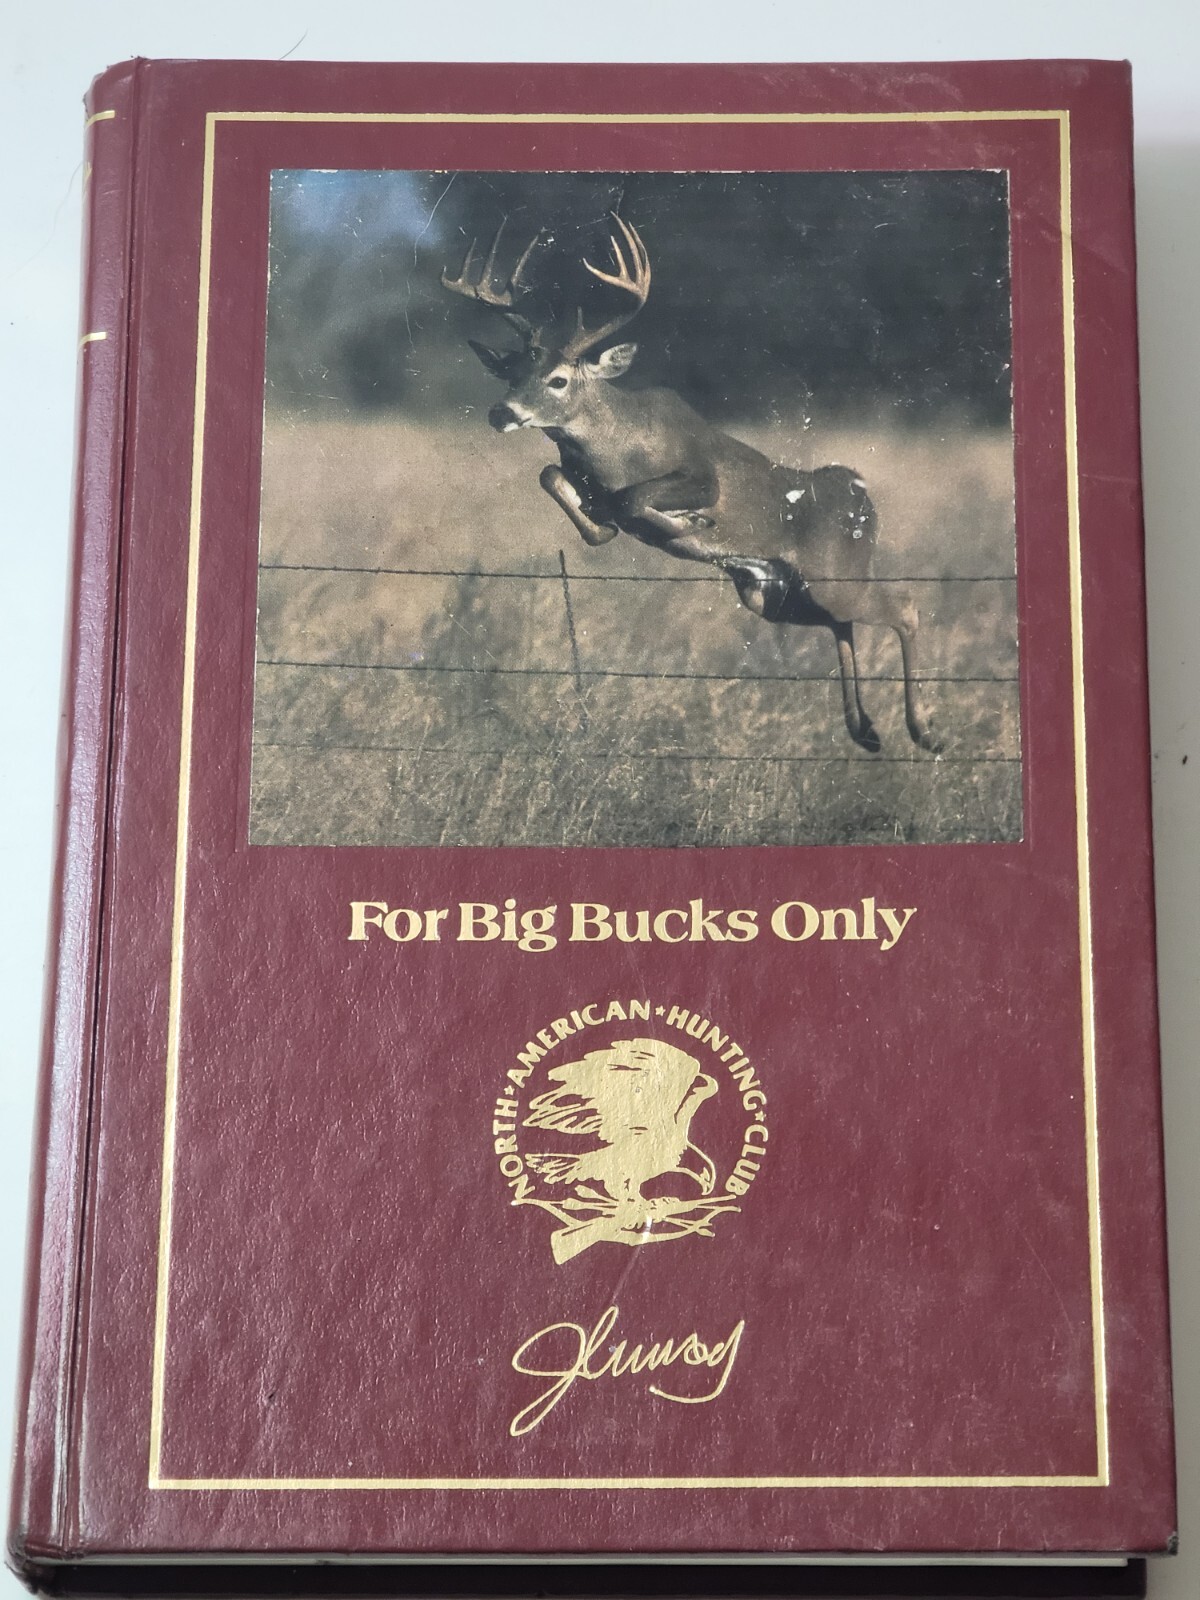 For Big Bucks Only
NORTH★AMERICAN★HUNTING★CLUB